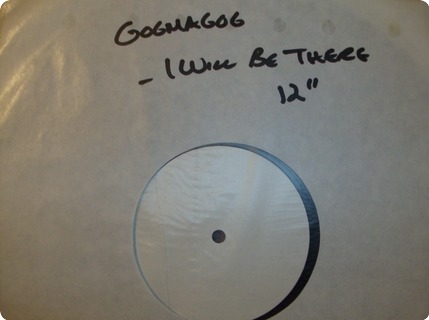 GOGMAGOG
- I WILL BE THERE
12"